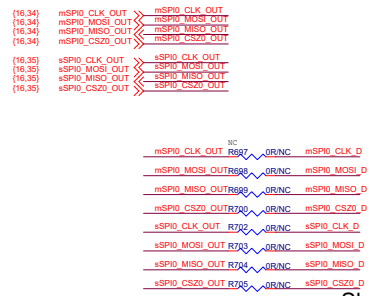 {16,34} mSPI0_CLK_OUT mSPI0_CLK_OUT
{16,34} mSPI0_MOSI_OUT mSPI0_MOSI_OUT
{16,34} mSPI0_MISO_OUT mSPI0_MISO_OUT
{16,34} mSPI0_CSZ0_OUT mSPI0_CSZ0_OUT
{16,35} sSPI0_CLK_OUT sSPI0_CLK_OUT
{16,35} sSPI0_MOSI_OUT sSPI0_MOSI_OUT
{16,35} sSPI0_MISO_OUT sSPI0_MISO_OUT
{16,35} sSPI0_CSZ0_OUT sSPI0_CSZ0_OUT
NC
mSPI0_CLK_OUT R697 0R/NC mSPI0_CLK_D
mSPI0_MOSI_OUT R698 0R/NC mSPI0_MOSI_D
mSPI0_MISO_OUT R699 0R/NC mSPI0_MISO_D
mSPI0_CSZ0_OUT R700 0R/NC mSPI0_CSZ0_D
sSPI0_CLK_OUT R702 0R/NC sSPI0_CLK_D
sSPI0_MOSI_OUT R703 0R/NC sSPI0_MOSI_D
sSPI0_MISO_OUT R704 0R/NC sSPI0_MISO_D
sSPI0_CSZ0_OUT R705 0R/NC sSPI0_CSZ0_D